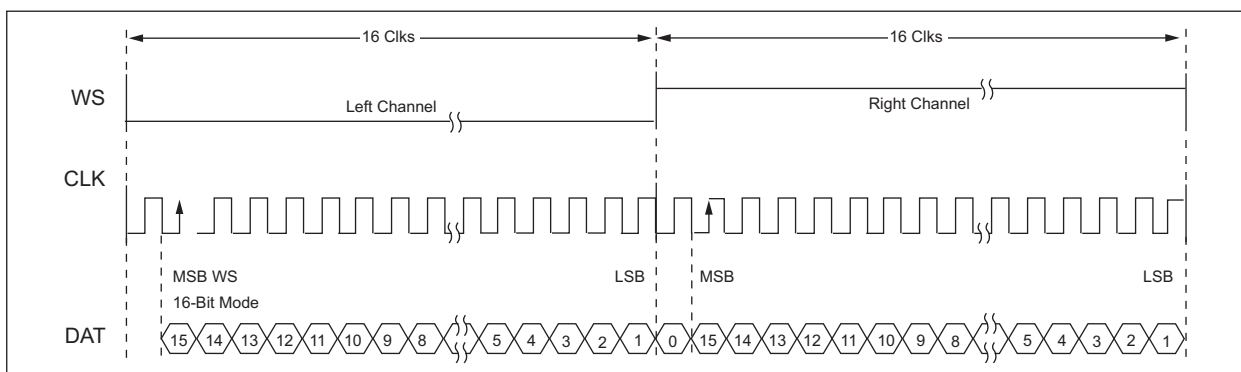 16 Clks 16 Clks
WS
Left Channel Right Channel
CLK
MSB WS LSB MSB LSB
16-Bit Mode
DAT 15 14 13 12 11 10 9 8 5 4 3 2 1 0 15 14 13 12 11 10 9 8 5 4 3 2 1